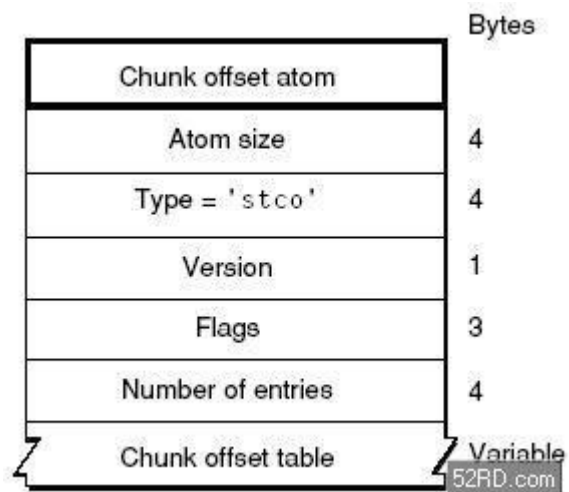 Bytes
Chunk offset atom
Atom size 4
Type = 'stco' 4
Version 1
Flags 3
Number of entries 4
Chunk offset table Variable
52RD.com